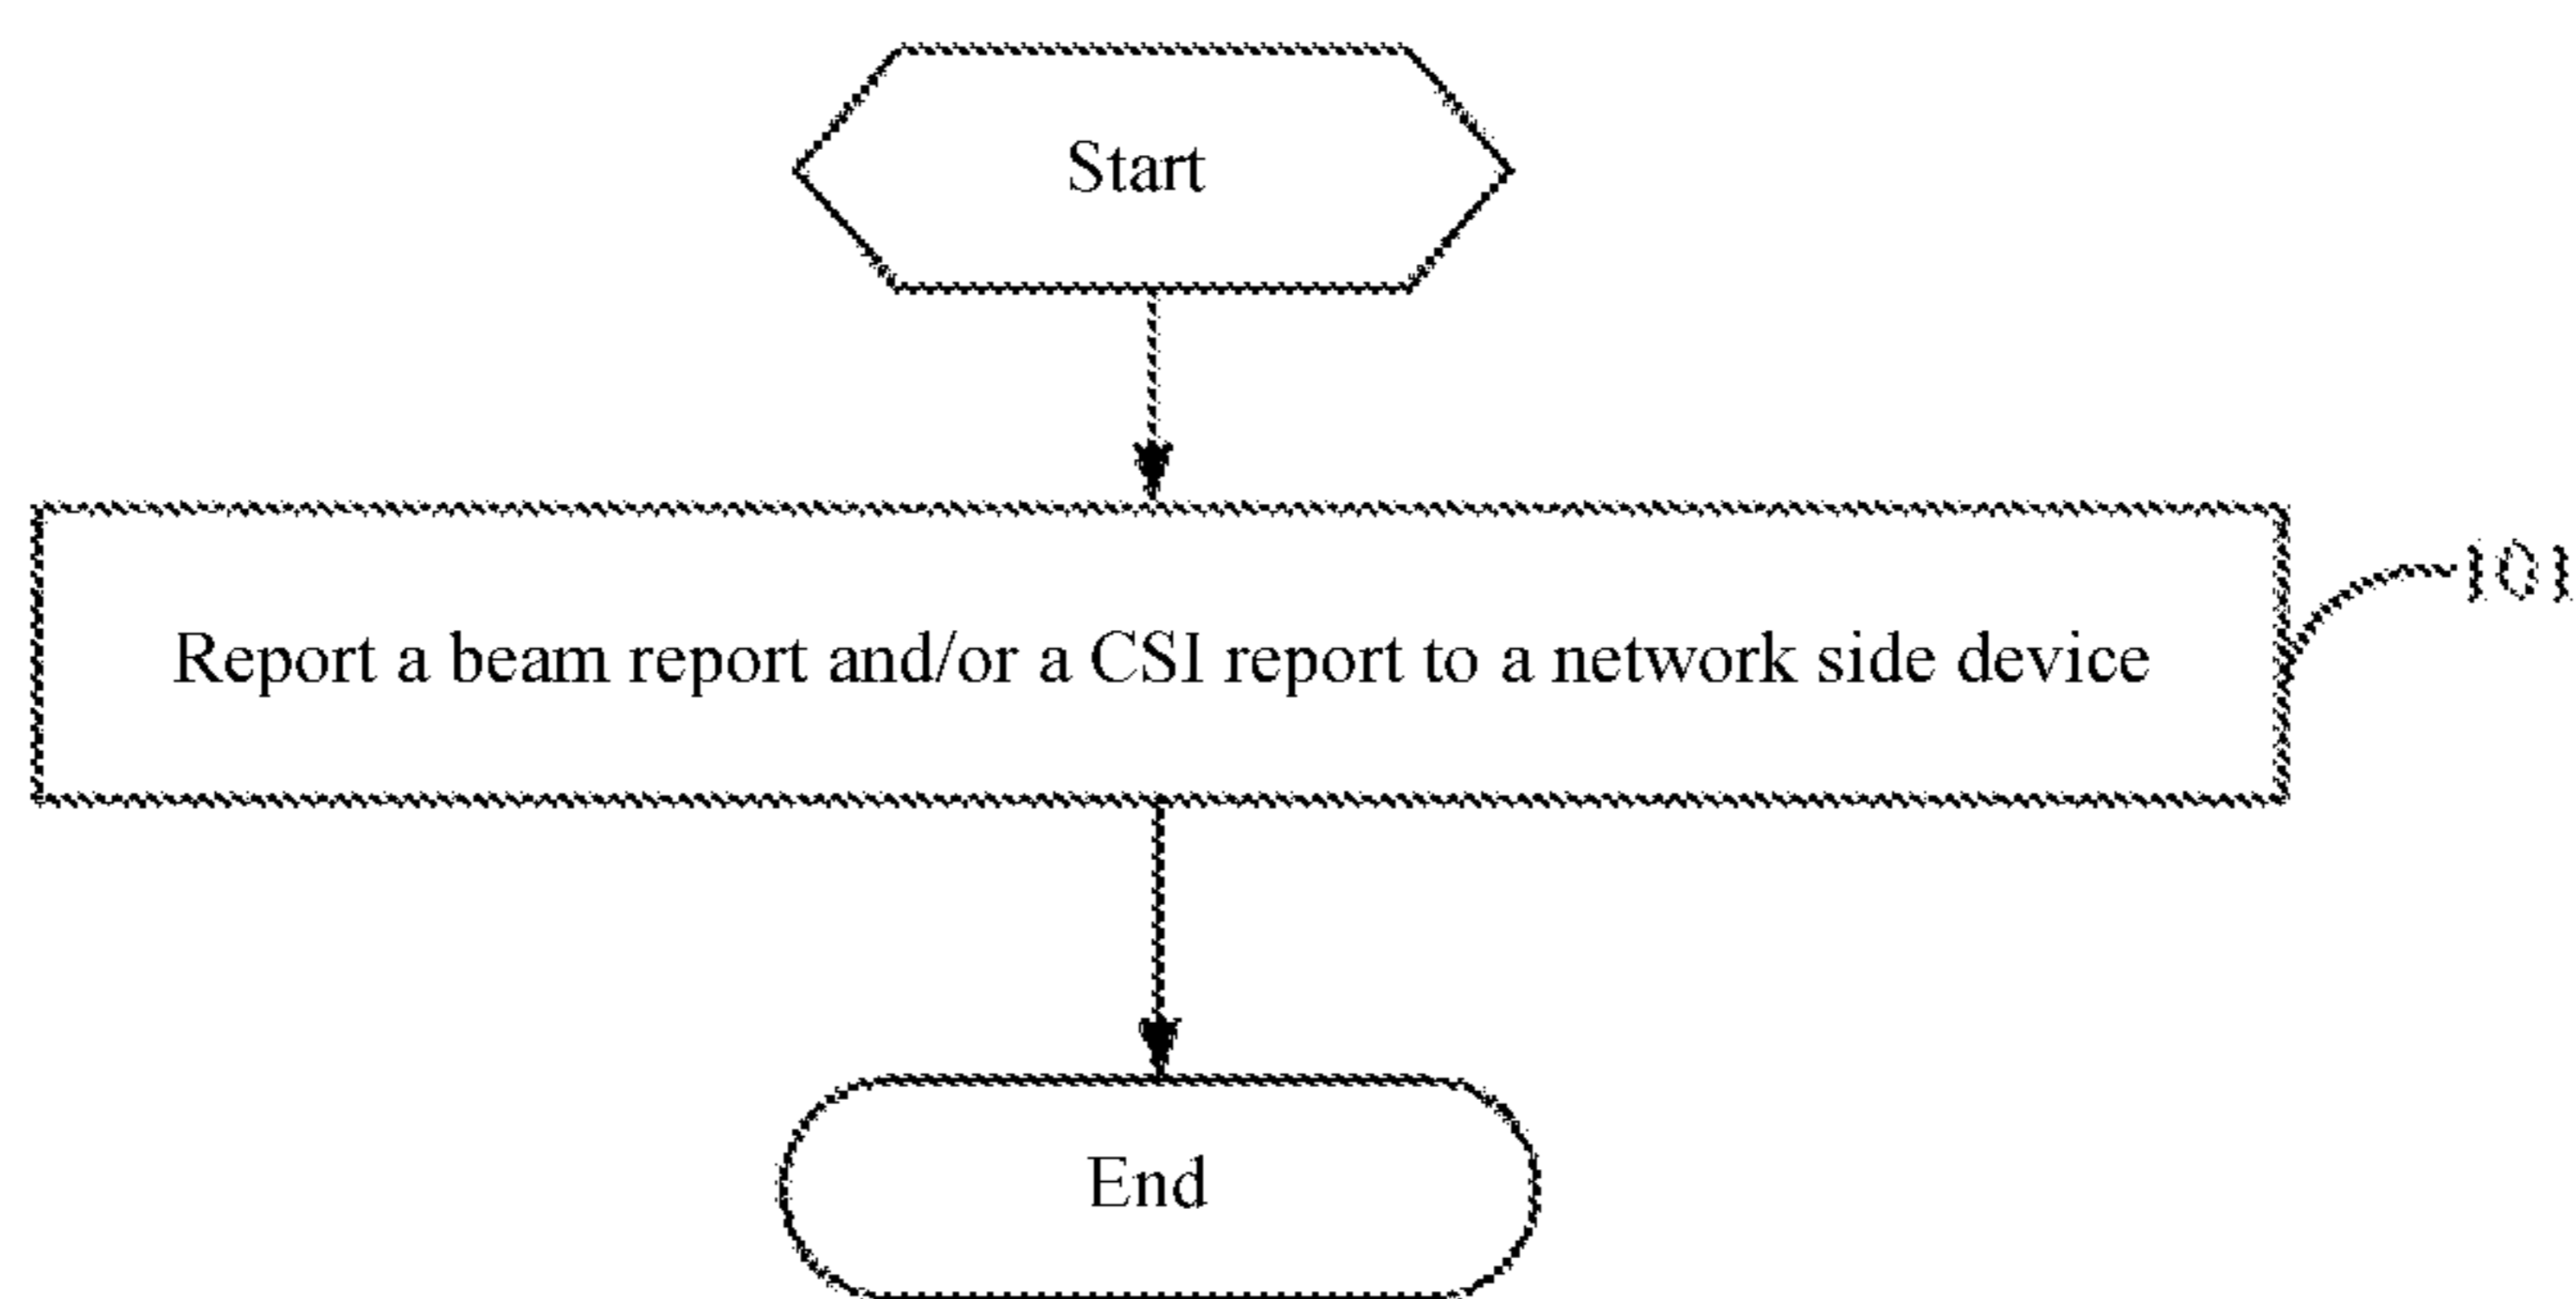 Start
Report a beam report and/or a CSI report to a network side device
101
End